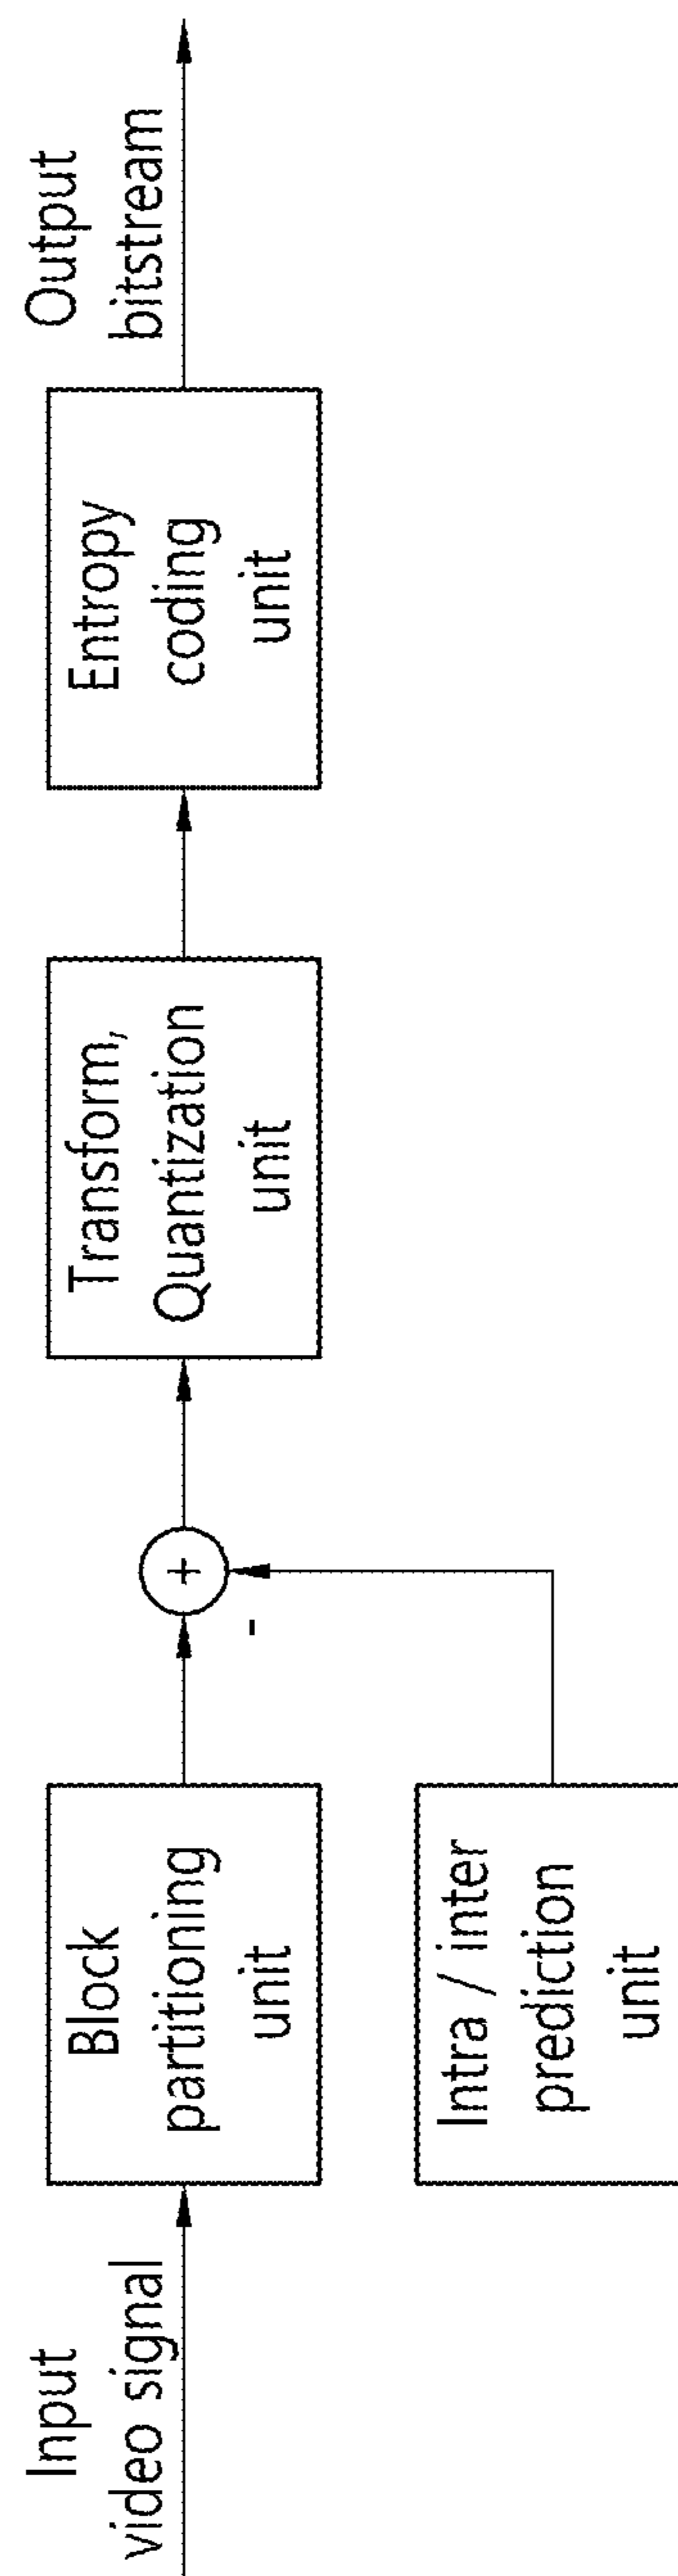 Input
video signal
Block
partitioning
unit
Intra / inter
prediction
unit
+
-
Transform,
Quantization
unit
Entropy
coding
unit
Output
bitstream